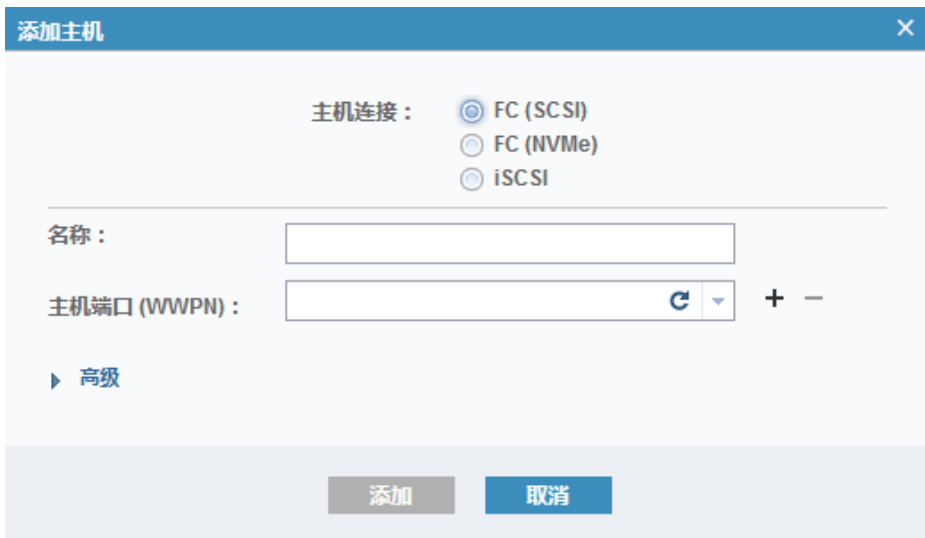 添加主机
主机连接： FC (SCSI)
FC (NVMe)
iSCSI
名称：
主机端口 (WWPN)：
高级
添加 取消